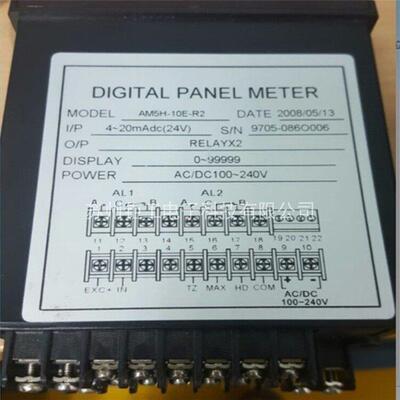 DIGITAL PANEL METER
MODEL AM5H-10E-R2 DATE 2008/05/13
I/P 4~20mAdc(24V) S/N 9705-086O006
O/P RELAYX2
DISPLAY 0~99999
POWER AC/DC100~240V
AL1 AL2
A B A B
11 12 13 14 15 16 17 18 19 20 21 22
1 2 3 4 5 6 7 8 9 10
EXC+ IN TZ MAX HD COM AC/DC
100-240V